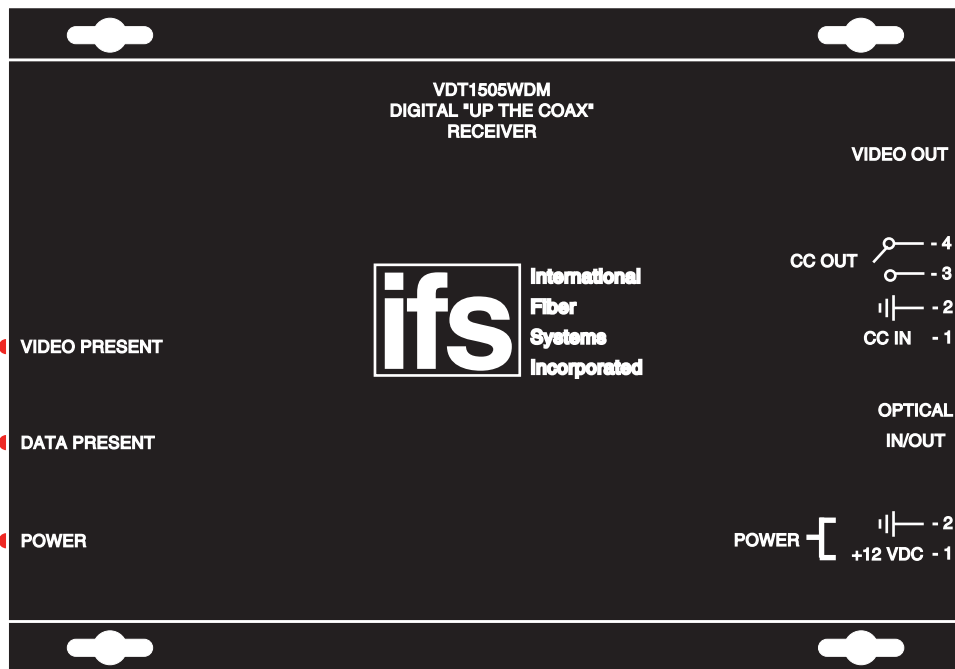 VDT1505WDM
DIGITAL "UP THE COAX"
RECEIVER
VIDEO OUT
CC OUT
- 4
- 3
- 2
CC IN - 1
ifs
International
Fiber
Systems
Incorporated
VIDEO PRESENT
OPTICAL
IN/OUT
DATA PRESENT
POWER
POWER
- 2
+12 VDC - 1